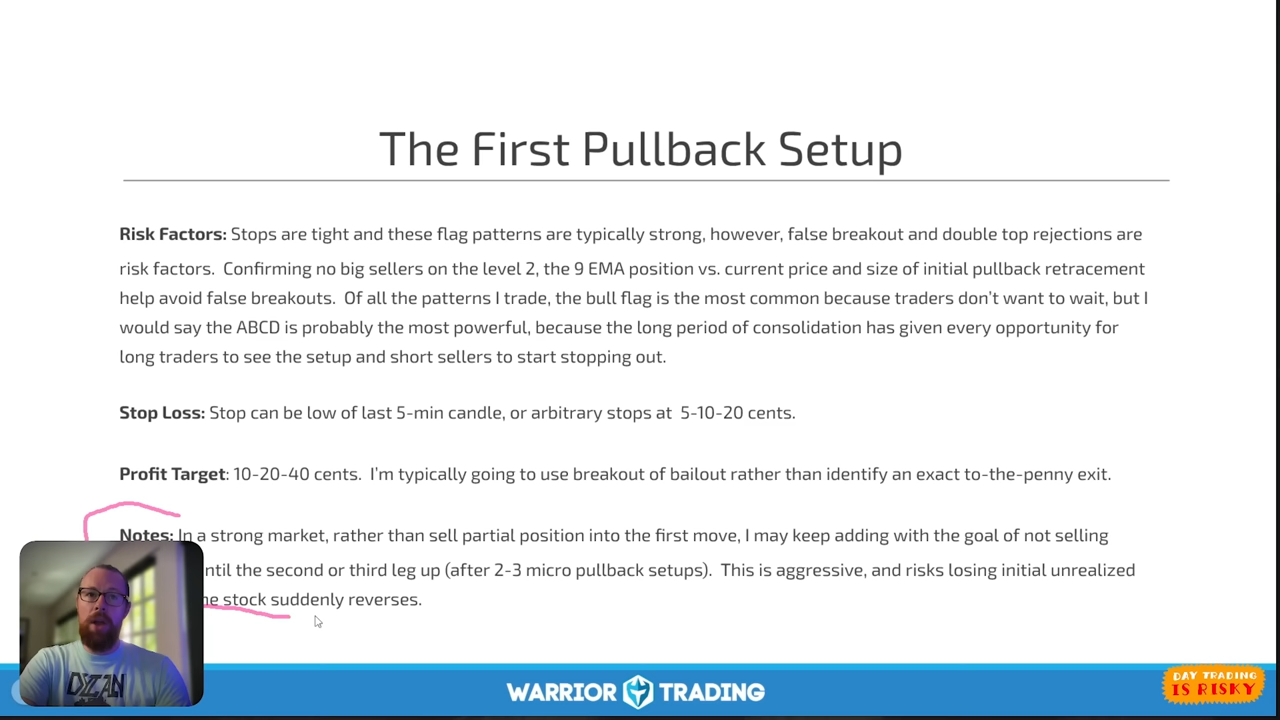 The First Pullback Setup
Risk Factors: Stops are tight and these flag patterns are typically strong, however, false breakout and double top rejections are
risk factors.  Confirming no big sellers on the level 2, the 9 EMA position vs. current price and size of initial pullback retracement
help avoid false breakouts.  Of all the patterns I trade, the bull flag is the most common because traders don't want to wait, but I
would say the ABCD is probably the most powerful, because the long period of consolidation has given every opportunity for
long traders to see the setup and short sellers to start stopping out.
Stop Loss: Stop can be low of last 5-min candle, or arbitrary stops at  5-10-20 cents.
Profit Target: 10-20-40 cents.  I'm typically going to use breakout of bailout rather than identify an exact to-the-penny exit.
Notes: In a strong market, rather than sell partial position into the first move, I may keep adding with the goal of not selling
the second or third leg up (after 2-3 micro pullback setups).  This is aggressive, and risks losing initial unrealized
stock suddenly reverses.
WARRIOR TRADING
DAY TRADING
IS RISKY